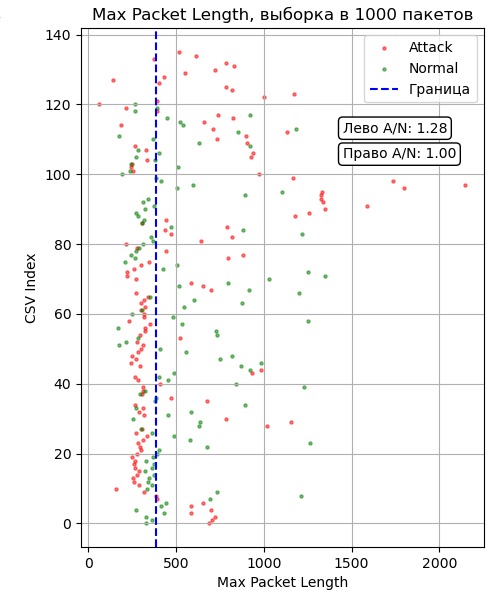 Max Packet Length, выборка в 1000 пакетов
Attack
Normal
Граница
Лево A/N: 1.28
Право A/N: 1.00
CSV Index
140
120
100
80
60
40
20
0
0 500 1000 1500 2000
Max Packet Length